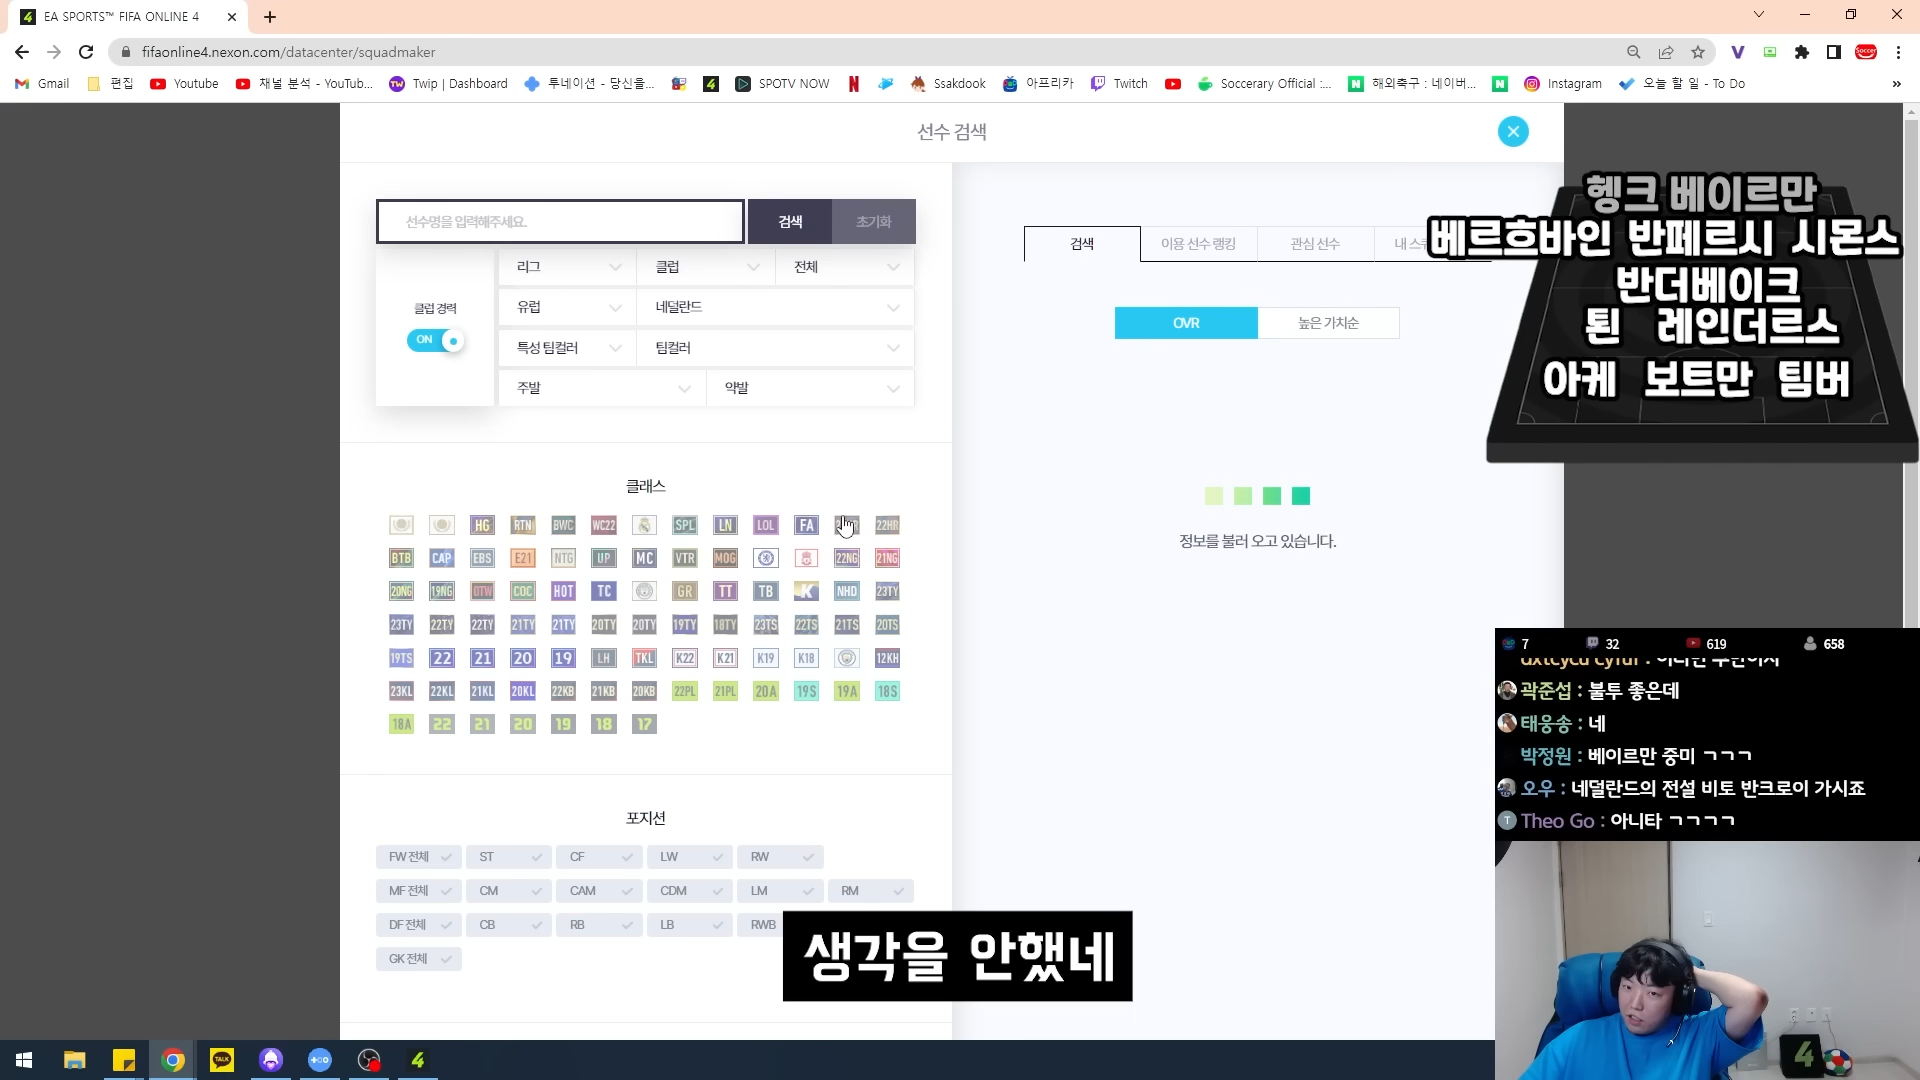 EA SPORTS™ FIFA ONLINE 4
fifaonline4.nexon.com/datacenter/squadmaker
Gmail 편집 Youtube 채널 분석 - YouTub... Twip | Dashboard 투네이션 - 당신을... SPOTV NOW Ssakdook 아프리카 Twitch Soccerary Official :... 해외축구 : 네이버... Instagram 오늘 할 일 - To Do »
선수 검색
선수명을 입력해주세요. 검색 초기화
리그 클럽 전체
클럽 경력
ON
유럽 네덜란드
특성 팀컬러 팀컬러
주발 약발
클래스
HG RTN BWC WC22 SPL LN LOL FA 22HR
BTB CAP EBS E21 NTG UP MC VTR MOG 22NG 21NG
20NG 19NG OTW COC HOT TC GR TT TB K NHD 23TY
23TY 22TY 22TY 21TY 21TY 20TY 20TY 19TY 18TY 23TS 22TS 21TS 20TS
19TS 22 21 20 19 LH TKL K22 K21 K19 K18 12KH
23KL 22KL 21KL 20KL 22KB 21KB 20KB 22PL 21PL 20A 19S 19A 18S
18A 22 21 20 19 18 17
포지션
FW 전체 ST CF LW RW
MF 전체 CM CAM CDM LM RM
DF 전체 CB RB LB RWB
GK 전체
검색 이용 선수 랭킹 관심 선수 내 스
OVR 높은 가치순
정보를 불러 오고 있습니다.
헹크 베이르만
베르흐바인 반페르시 시몬스
반더베이크
퇸 레인더르스
아케 보트만 팀버
7 32 619 658
곽준섭 : 불투 좋은데
태웅송 : 네
박정원 : 베이르만 중미 ㄱㄱㄱ
오우 : 네덜란드의 전설 비토 반크로이 가시죠
T Theo Go : 아니타 ㄱㄱㄱㄱ
생각을 안했네
TALK
4